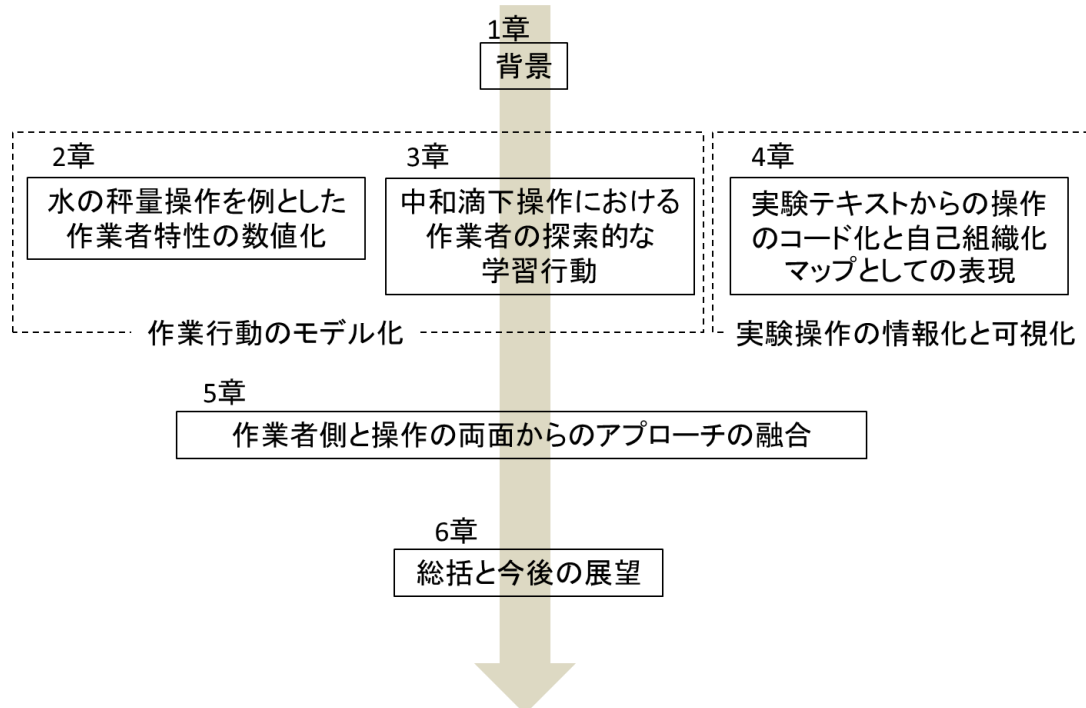 1章
背景
2章
水の秤量操作を例とした
作業者特性の数値化
3章
中和滴下操作における
作業者の探索的な
学習行動
作業行動のモデル化
4章
実験テキストからの操作
のコード化と自己組織化
マップとしての表現
実験操作の情報化と可視化
5章
作業者側と操作の両面からのアプローチの融合
6章
総括と今後の展望